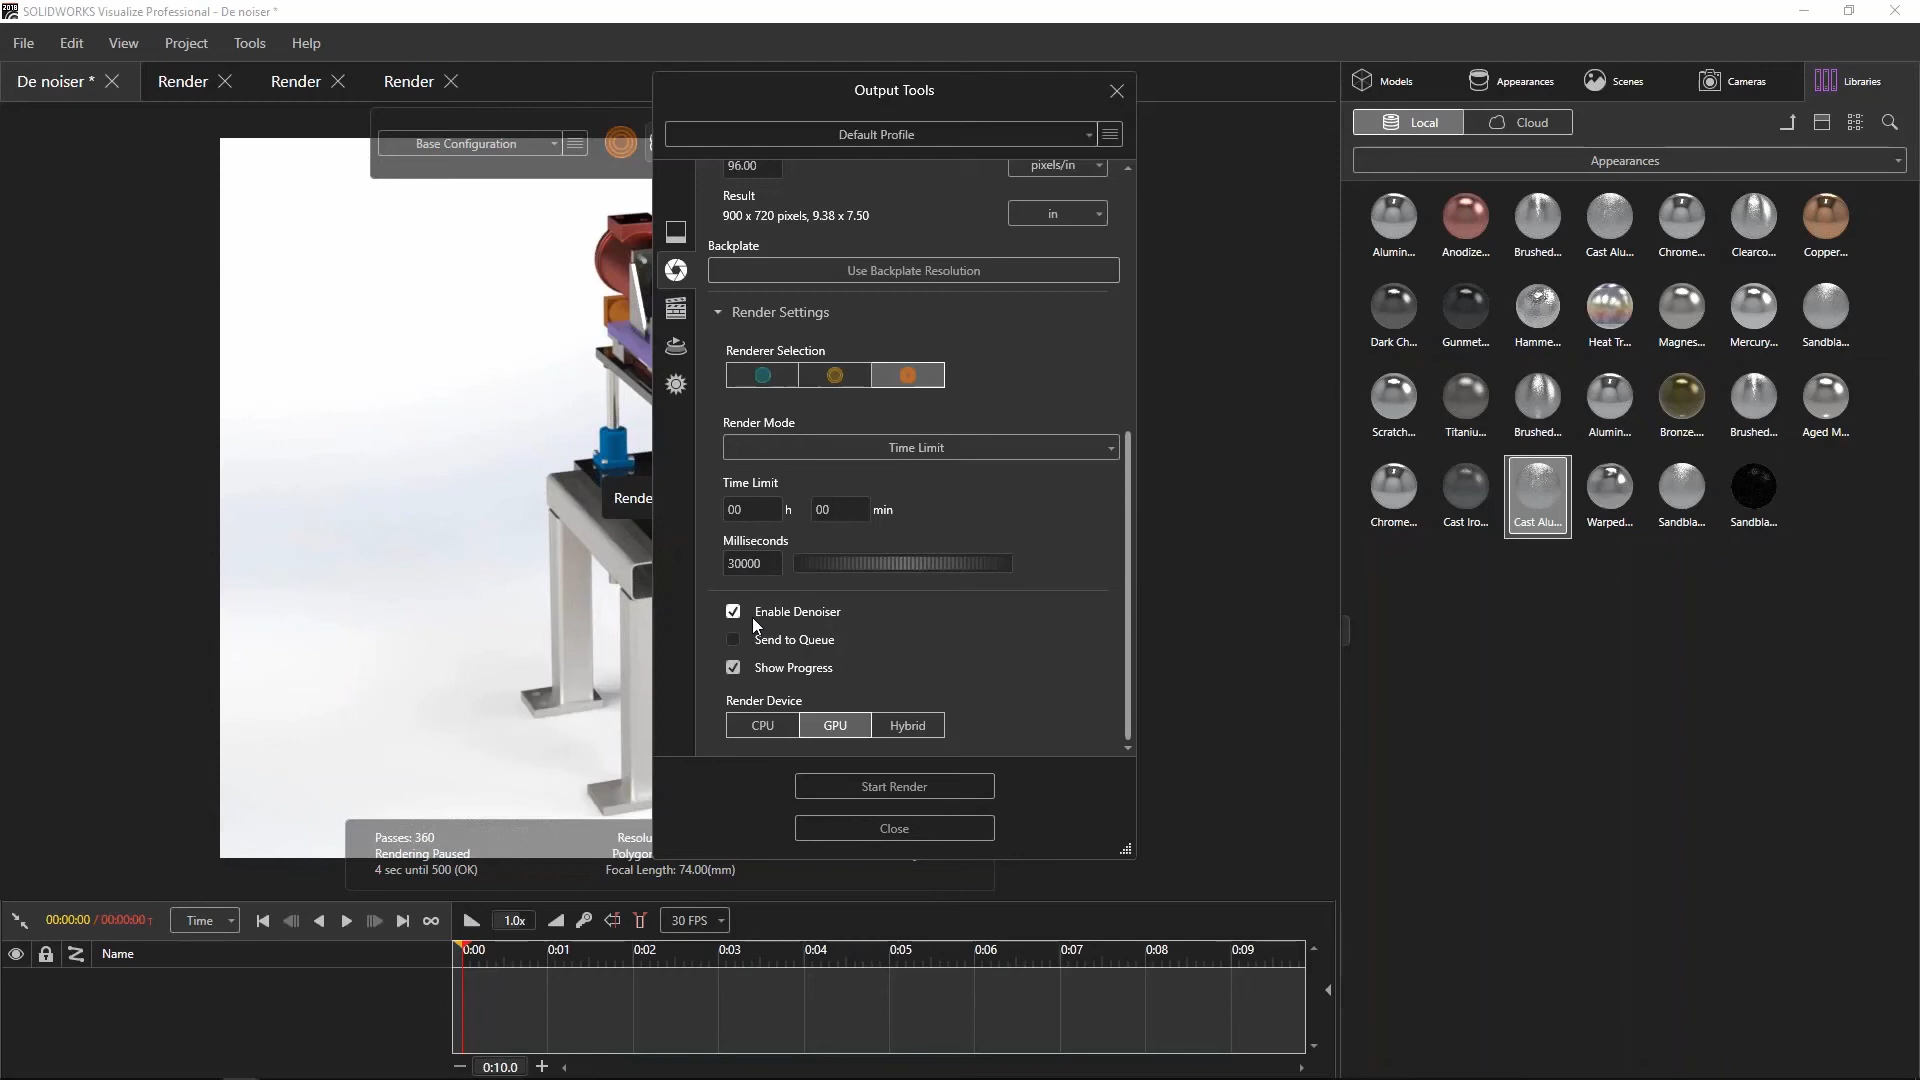 SOLIDWORKS Visualize Professional - De noiser *
File Edit View Project Tools Help
De noiser * Render Render Render
Models Appearances Scenes Cameras Libraries
Local Cloud
Appearances
Base Configuration
Output Tools
Default Profile
96.00 pixels/in
Result
900 x 720 pixels, 9.38 x 7.50 in
Backplate
Use Backplate Resolution
Render Settings
Renderer Selection
Render Mode
Time Limit
Time Limit
00 h 00 min
Milliseconds
30000
Enable Denoiser
Send to Queue
Show Progress
Render Device
CPU GPU Hybrid
Start Render
Close
Rende
Passes: 360 Resolu
Rendering Paused Polygor
4 sec until 500 (OK) Focal Length: 74.00(mm)
Alumin... Anodize... Brushed... Cast Alu... Chrome... Clearco... Copper...
Dark Ch... Gunmet... Hamme... Heat Tr... Magnes... Mercury... Sandbla...
Scratch... Titaniu... Brushed... Alumin... Bronze.... Brushed... Aged M...
Chrome... Cast Iro... Cast Alu... Warped... Sandbla... Sandbla...
00:00:00 / 00:00:00 T Time 1.0x 30 FPS
Name
0:00 0:01 0:02 0:03 0:04 0:05 0:06 0:07 0:08 0:09
0:10.0